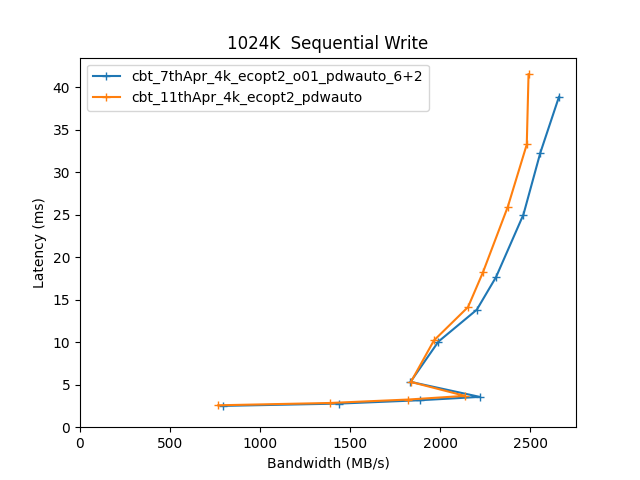 1024K  Sequential Write
cbt_7thApr_4k_ecopt2_o01_pdwauto_6+2
cbt_11thApr_4k_ecopt2_pdwauto
Latency (ms)
40
35
30
25
20
15
10
5
0
0 500 1000 1500 2000 2500
Bandwidth (MB/s)